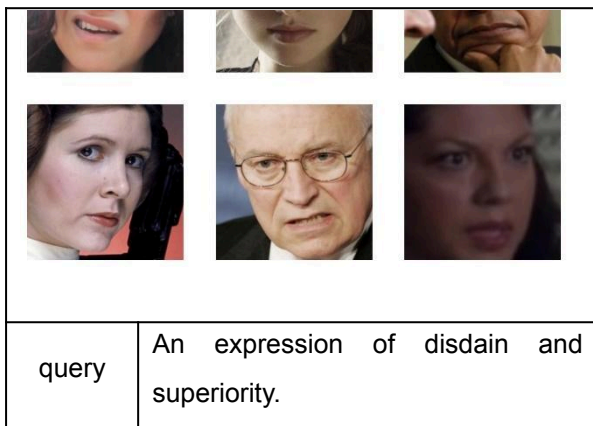 query
An expression of disdain and
superiority.